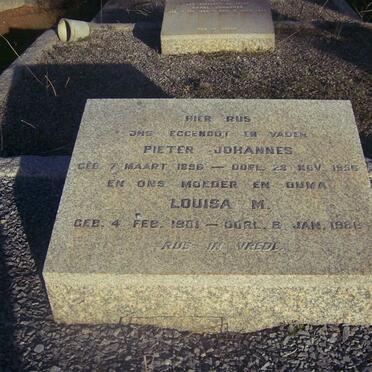 HIER RUS
ONS EGGENOOT EN VADER
PIETER JOHANNES
GEB. 7 MAART 1896 — OORL. 28 NOV. 1956
EN ONS MOEDER EN OUMA
LOUISA M.
GEB. 4 FEB. 1901 — OORL. 8 JAN. 1986
RUS IN VREDE.